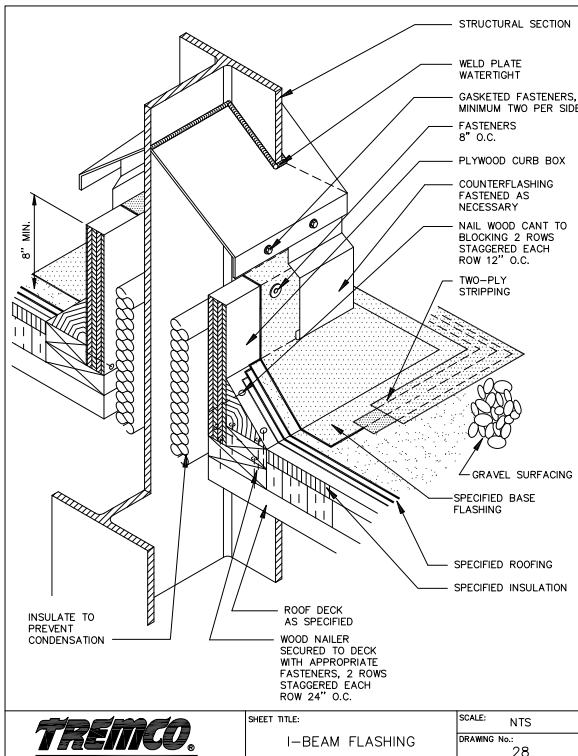 STRUCTURAL SECTION
WELD PLATE
WATERTIGHT
GASKETED FASTENERS,
MINIMUM TWO PER SIDE
FASTENERS
8" O.C.
PLYWOOD CURB BOX
COUNTERFLASHING
FASTENED AS
NECESSARY
NAIL WOOD CANT TO
BLOCKING 2 ROWS
STAGGERED EACH
ROW 12" O.C.
TWO-PLY
STRIPPING
8" MIN.
GRAVEL SURFACING
SPECIFIED BASE
FLASHING
SPECIFIED ROOFING
SPECIFIED INSULATION
ROOF DECK
AS SPECIFIED
INSULATE TO
PREVENT
CONDENSATION
WOOD NAILER
SECURED TO DECK
WITH APPROPRIATE
FASTENERS, 2 ROWS
STAGGERED EACH
ROW 24" O.C.
TREMCO®
SHEET TITLE:
I-BEAM FLASHING
SCALE: NTS
DRAWING No.:
28